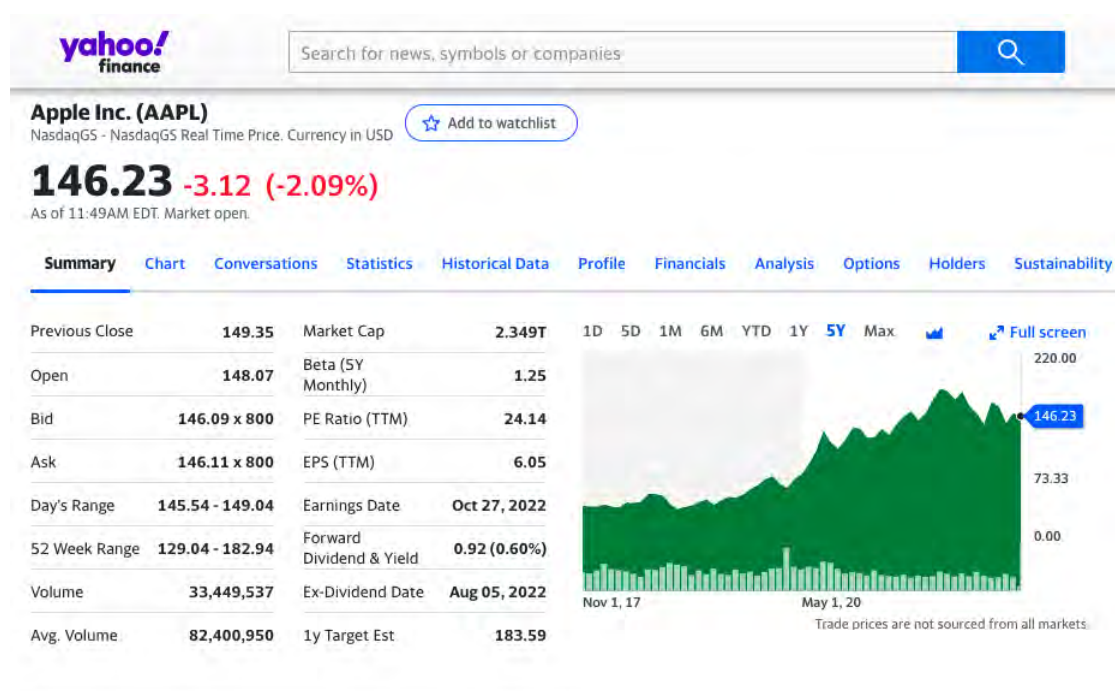 yahoo!
finance
Search for news, symbols or companies
Apple Inc. (AAPL)
NasdaqGS - NasdaqGS Real Time Price. Currency in USD
Add to watchlist
146.23 -3.12 (-2.09%)
As of 11:49AM EDT. Market open.
Summary Chart Conversations Statistics Historical Data Profile Financials Analysis Options Holders Sustainability
Previous Close 149.35
Open 148.07
Bid 146.09 x 800
Ask 146.11 x 800
Day's Range 145.54 - 149.04
52 Week Range 129.04 - 182.94
Volume 33,449,537
Avg. Volume 82,400,950
Market Cap 2.349T
Beta (5Y
Monthly) 1.25
PE Ratio (TTM) 24.14
EPS (TTM) 6.05
Earnings Date Oct 27, 2022
Forward
Dividend & Yield 0.92 (0.60%)
Ex-Dividend Date Aug 05, 2022
1y Target Est 183.59
1D 5D 1M 6M YTD 1Y 5Y Max
Full screen
220.00
146.23
73.33
0.00
Nov 1, 17 May 1, 20
Trade prices are not sourced from all markets